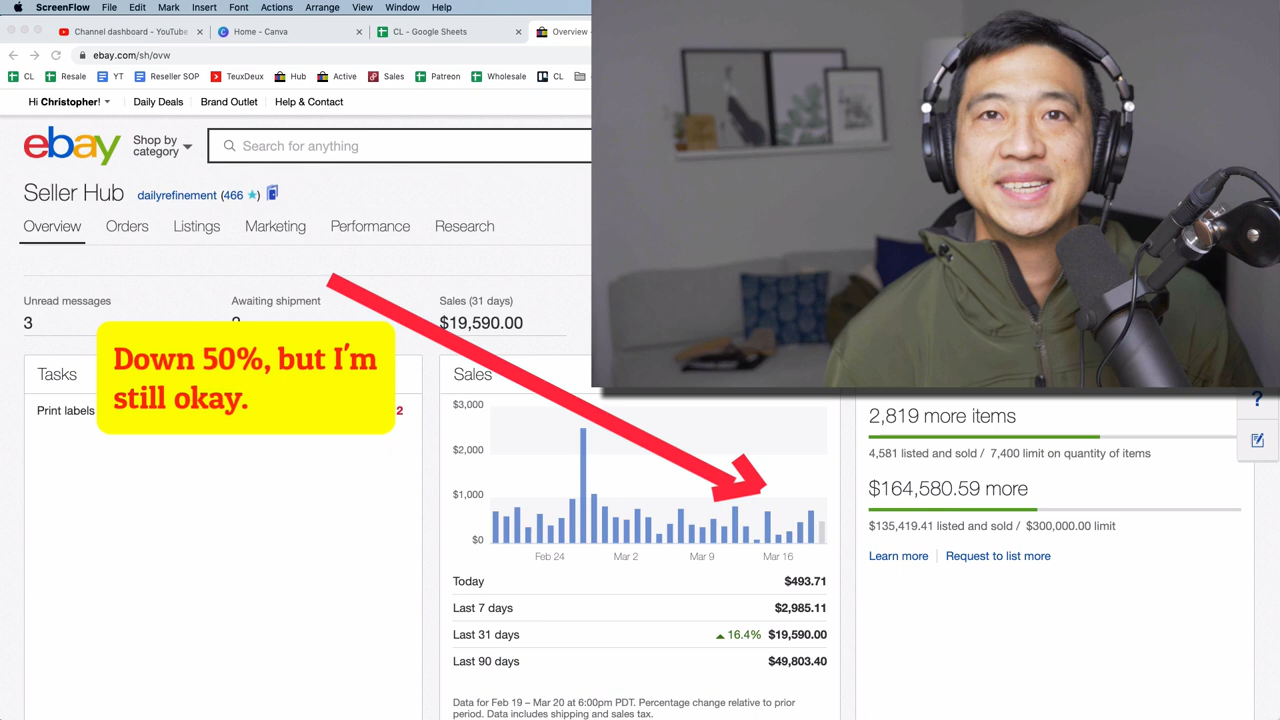 ScreenFlow File Edit Mark Insert Font Actions Arrange View Window Help
Channel dashboard - YouTube
Home - Canva
CL - Google Sheets
Overview
ebay.com/sh/ovw
CL Resale YT Reseller SOP TeuxDeux Hub Active Sales Patreon Wholesale CL
Hi Christopher! Daily Deals Brand Outlet Help & Contact
ebay
Shop by
category
Search for anything
Seller Hub dailyrefinement (466)
Overview Orders Listings Marketing Performance Research
Unread messages
3
Awaiting shipment
Sales (31 days)
$19,590.00
Down 50%, but I'm
still okay.
Tasks
Print labels 2
Sales
$3,000
$2,000
$1,000
$0
Feb 24 Mar 2 Mar 9 Mar 16
Today $493.71
Last 7 days $2,985.11
Last 31 days 16.4% $19,590.00
Last 90 days $49,803.40
Data for Feb 19 – Mar 20 at 6:00pm PDT. Percentage change relative to prior
period. Data includes shipping and sales tax.
2,819 more items
4,581 listed and sold / 7,400 limit on quantity of items
$164,580.59 more
$135,419.41 listed and sold / $300,000.00 limit
Learn more Request to list more
?